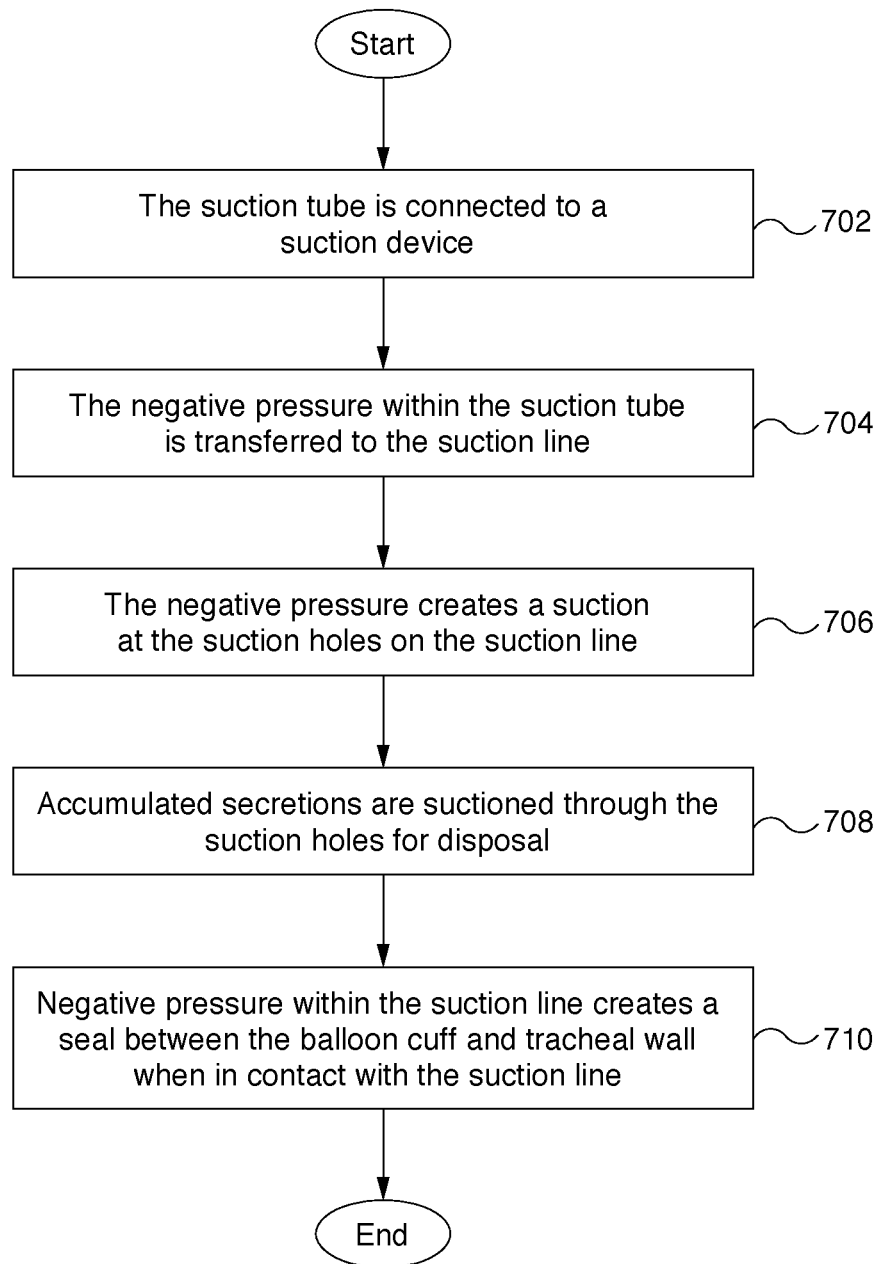 Start
The suction tube is connected to a
suction device
702
The negative pressure within the suction tube
is transferred to the suction line
704
The negative pressure creates a suction
at the suction holes on the suction line
706
Accumulated secretions are suctioned through the
suction holes for disposal
708
Negative pressure within the suction line creates a
seal between the balloon cuff and tracheal wall
when in contact with the suction line
710
End